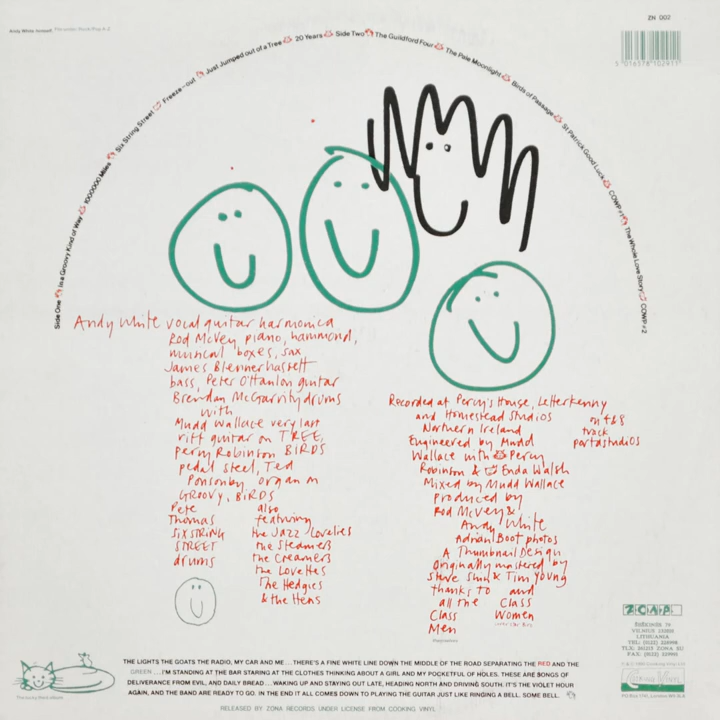 Andy White himself.
ZN 002
5 016578 102911
Side One Is a Groovy Kind of Way 1000000 Miles Six String Street Freeze-out Just Jumped out of a Tree 20 Years Side Two The Guildford Four The Pale Moonlight Birds of Passage St Patrick Good Luck COWP#1 The Whole Love Story COWP#2
Andy White vocal guitar harmonica
Rod McVey piano, hammond,
musical boxes, sax
James Blennerhassett
bass, Peter O'Hanlon guitar
Brendan McGarrity drums
with
Mudd Wallace very last
riff guitar on TREE,
Percy Robinson BIRDS
pedal steel, Ted
Ponsonby organ on
GROOVY, BIRDS
Pete
Thomas
SIX STRING
STREET
drums
also
featuring
the Jazz Lovelies
the Steamers
the Creamers
the Lovettes
the Hedgies
& the Hens
Recorded at Percy's House, Letterkenny
and Homestead Studios
Northern Ireland
on 4 & 8
track
portastudios
Engineered by Mudd
Wallace with Percy
Robinson & Enda Walsh
Mixed by Mudd Wallace
Produced by
Rod McVey &
Andy White
Adrian Boot photos
A Thumbnail Design
Originally mastered by
Steve & Tim Young
thanks to and
all the Class
Class Women
Men
ZONA
VILNIUS
LITHUANIA
COOKING VINYL
THE LIGHTS THE GOATS THE RADIO, MY CAR AND ME... THERE'S A FINE WHITE LINE DOWN THE MIDDLE OF THE ROAD SEPARATING THE RED AND THE
GREEN ....I'M STANDING AT THE BAR STARING AT THE CLOTHES THINKING ABOUT A GIRL AND MY POCKETFUL OF HOLES. THESE ARE SONGS OF
DELIVERANCE FROM EVIL, AND DAILY BREAD... WAKING UP AND STAYING OUT LATE, HEADING NORTH AND DRIVING SOUTH. IT'S THE VIOLET HOUR
AGAIN, AND THE BAND ARE READY TO GO. IN THE END IT ALL COMES DOWN TO PLAYING THE GUITAR JUST LIKE RINGING A BELL. SOME BELL.
RELEASED BY ZONA RECORDS UNDER LICENSE FROM COOKING VINYL